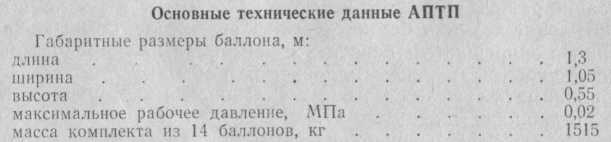 Основные технические данные АПТП
Габаритные размеры баллона, м:
длина . . . . . . . . . . . 1,3
ширина . . . . . . . . . . . 1,05
высота . . . . . . . . . . . 0,55
максимальное рабочее давление, МПа . . . . . 0,02
масса комплекта из 14 баллонов, кг . . . . . . 1515